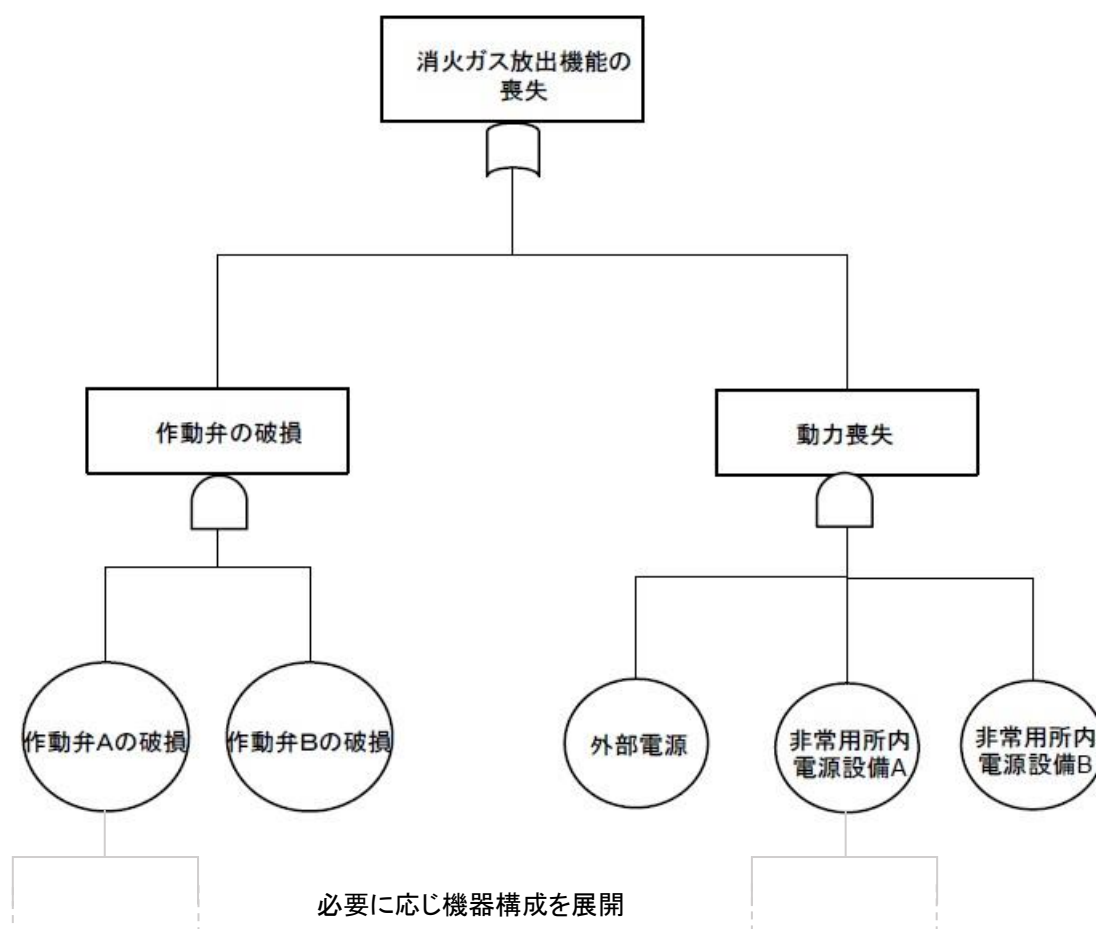 消火ガス放出機能の
喪失
作動弁の破損
動力喪失
作動弁Aの破損
作動弁Bの破損
外部電源
非常用所内
電源設備A
非常用所内
電源設備B
必要に応じ機器構成を展開